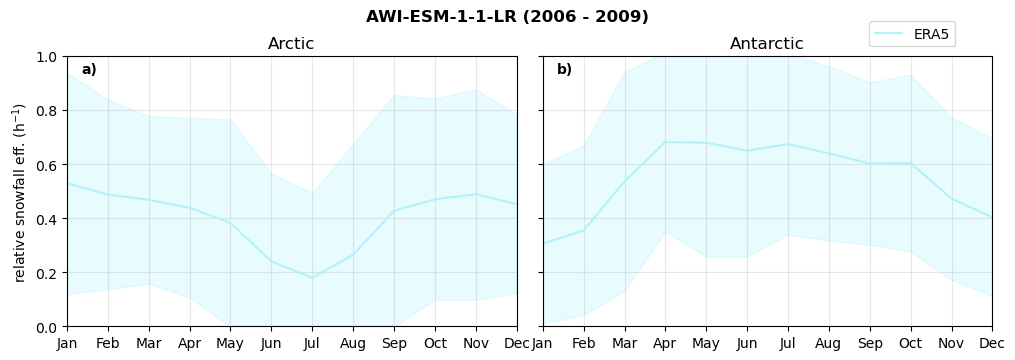 AWI-ESM-1-1-LR (2006 - 2009)
ERA5
Arctic
Antarctic
a)
b)
relative snowfall eff. (h⁻¹)
1.0
0.8
0.6
0.4
0.2
0.0
Jan Feb Mar Apr May Jun Jul Aug Sep Oct Nov Dec
Jan Feb Mar Apr May Jun Jul Aug Sep Oct Nov Dec